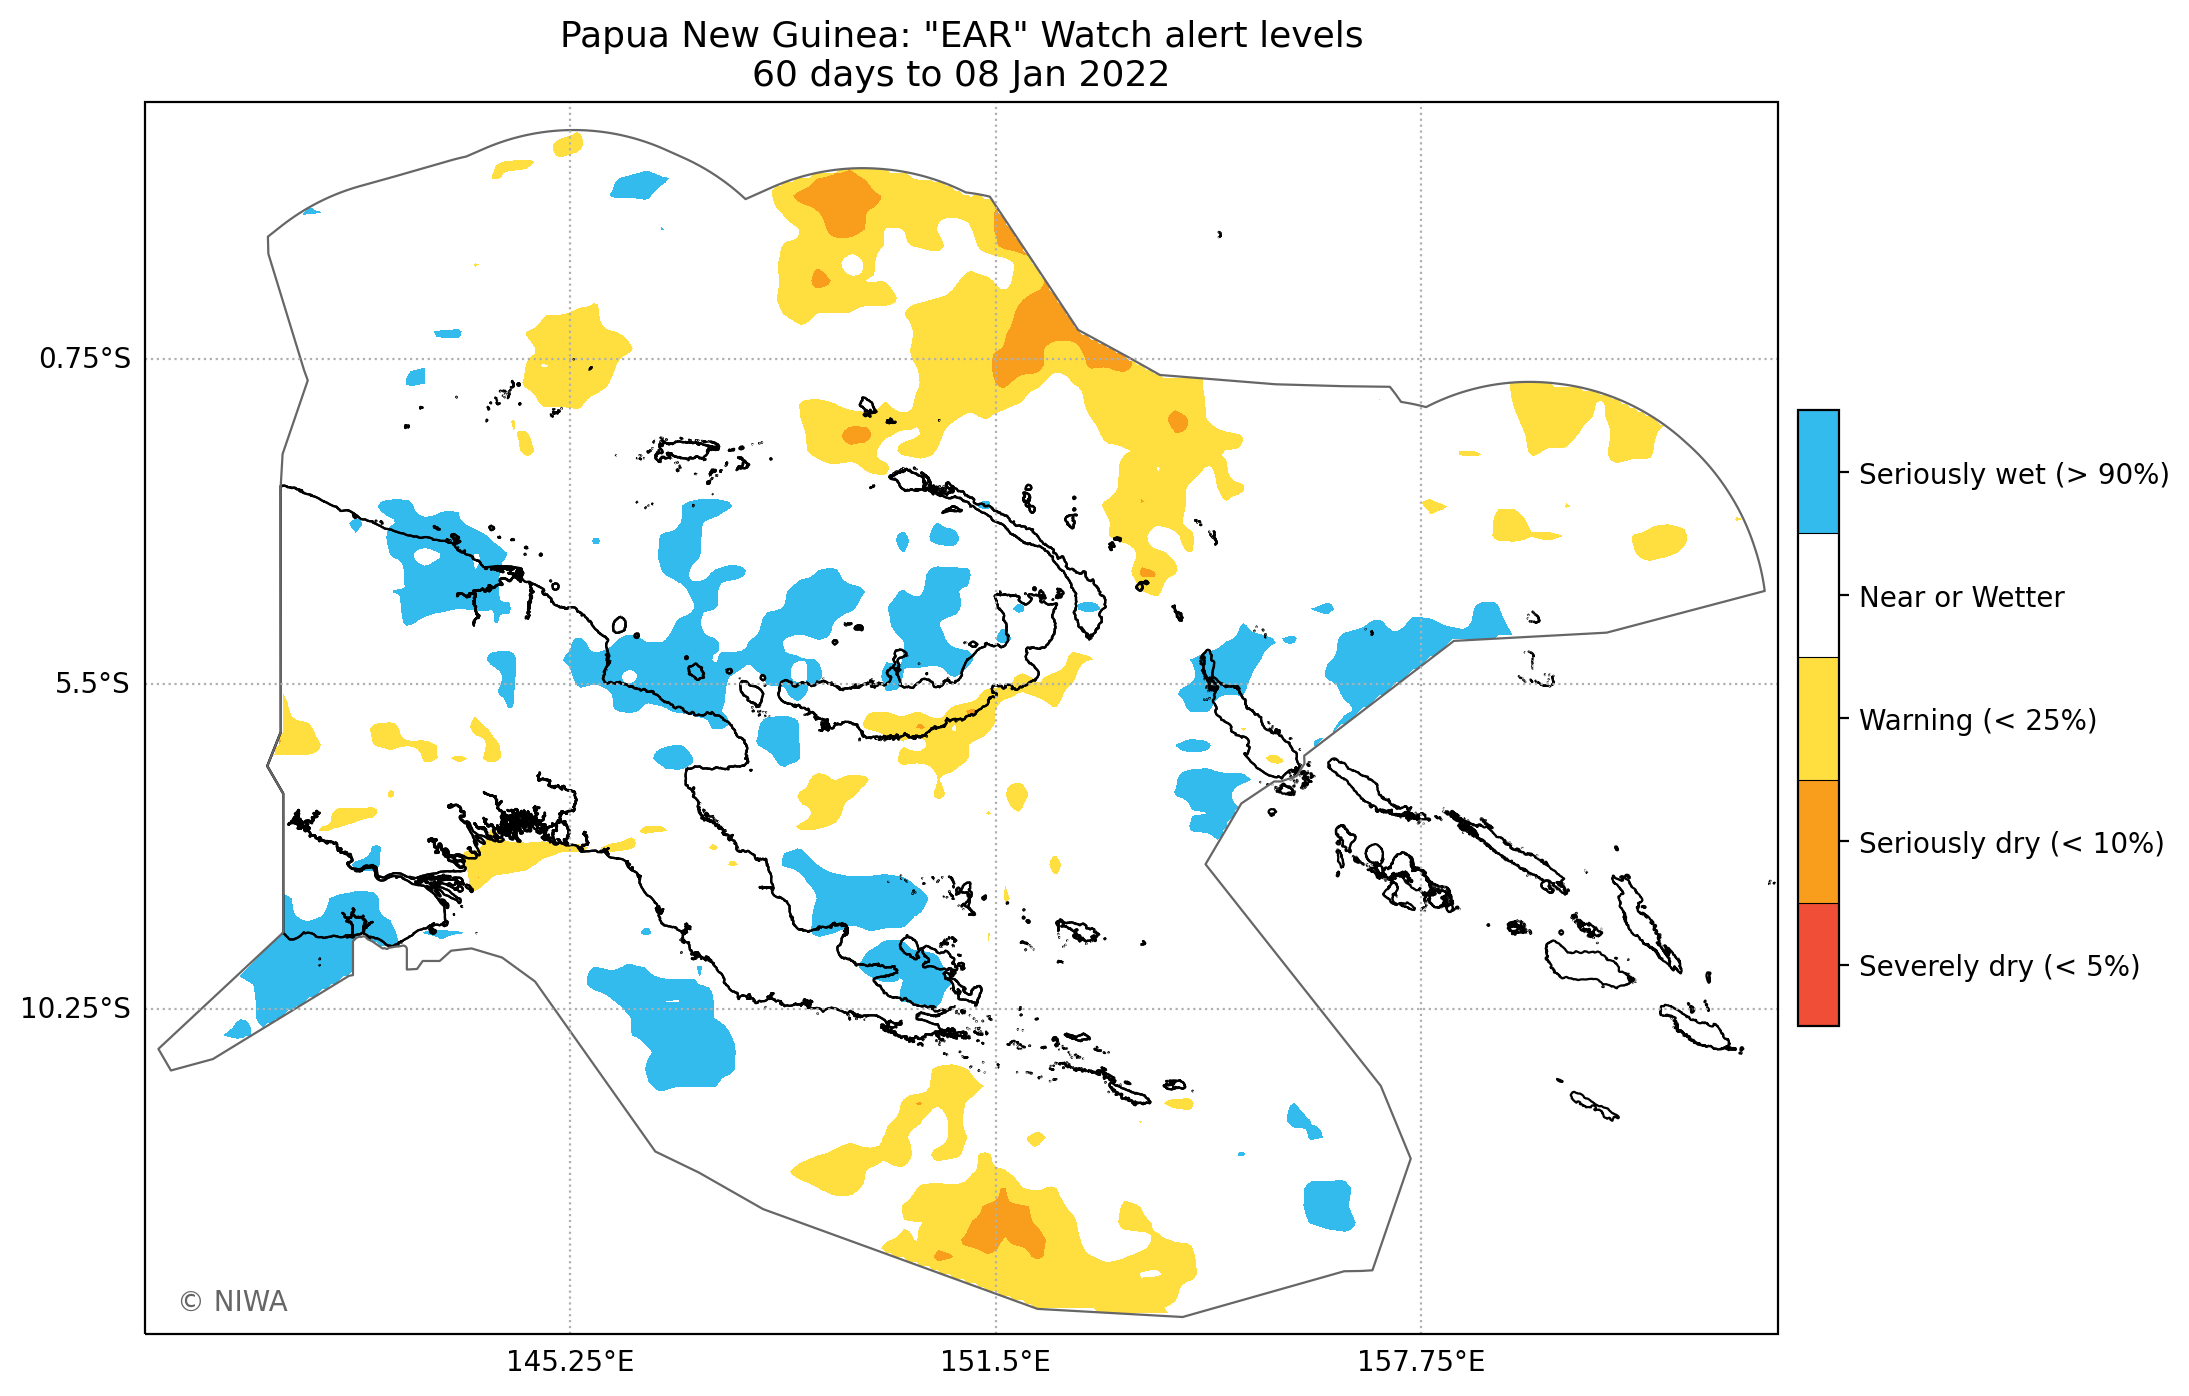 Papua New Guinea: "EAR" Watch alert levels
60 days to 08 Jan 2022
0.75°S
5.5°S
10.25°S
145.25°E
151.5°E
157.75°E
Seriously wet (> 90%)
Near or Wetter
Warning (< 25%)
Seriously dry (< 10%)
Severely dry (< 5%)
© NIWA